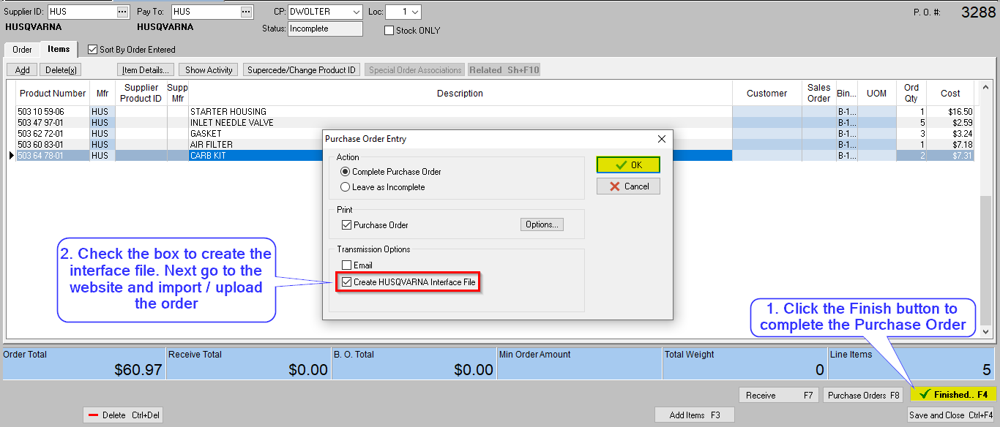 Supplier ID: HUS ... Pay To: HUS ... CP: DWOLTER Loc: 1 P. O. #: 3288
HUSQVARNA HUSQVARNA Status: Incomplete Stock ONLY
Order Items Sort By Order Entered
Add Delete(x) Item Details... Show Activity Supercede/Change Product ID Special Order Associations Related Sh+F10
Product Number Mfr Supplier Product ID Supp Mfr Description Customer Sales Order Bin... UOM Ord Qty Cost
503 10 59-06 HUS STARTER HOUSING B-1... 1 $16.50
503 47 97-01 HUS INLET NEEDLE VALVE B-1... 5 $2.59
503 62 72-01 HUS GASKET B-1... 3 $3.24
503 60 83-01 HUS AIR FILTER B-1... 1 $7.18
503 64 78-01 HUS CARB KIT B-1... 2 $7.31
Purchase Order Entry
Action
Complete Purchase Order
Leave as Incomplete
OK
Cancel
Print
Purchase Order Options...
Transmission Options
Email
Create HUSQVARNA Interface File
2. Check the box to create the
interface file. Next go to the
website and import / upload
the order
1. Click the Finish button to
complete the Purchase Order
Order Total Receive Total B. O. Total Min Order Amount Total Weight Line Items
$60.97 $0.00 $0.00 0 5
Receive F7 Purchase Orders F8 Finished.. F4
Delete Ctrl+Del Add Items F3 Save and Close Ctrl+F4